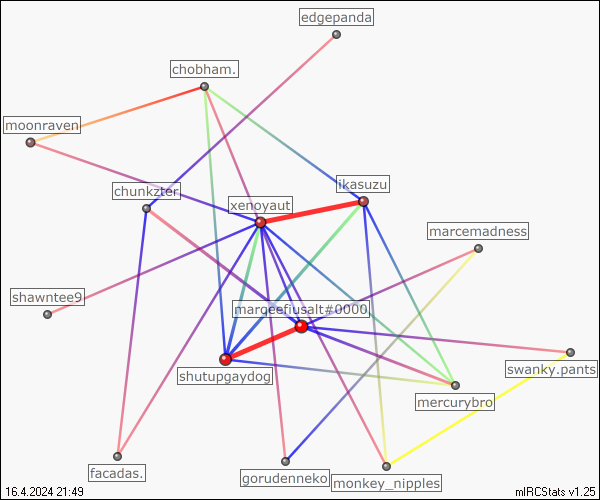 edgepanda
chobham.
moonraven
chunkzter
ikasuzu
xenoyaut
marcemadness
shawntee9
marqeefiusalt#0000
swanky.pants
shutupgaydog
mercurybro
facadas.
gorudenneko
monkey_nipples
16.4.2024 21:49
mIRCStats v1.25